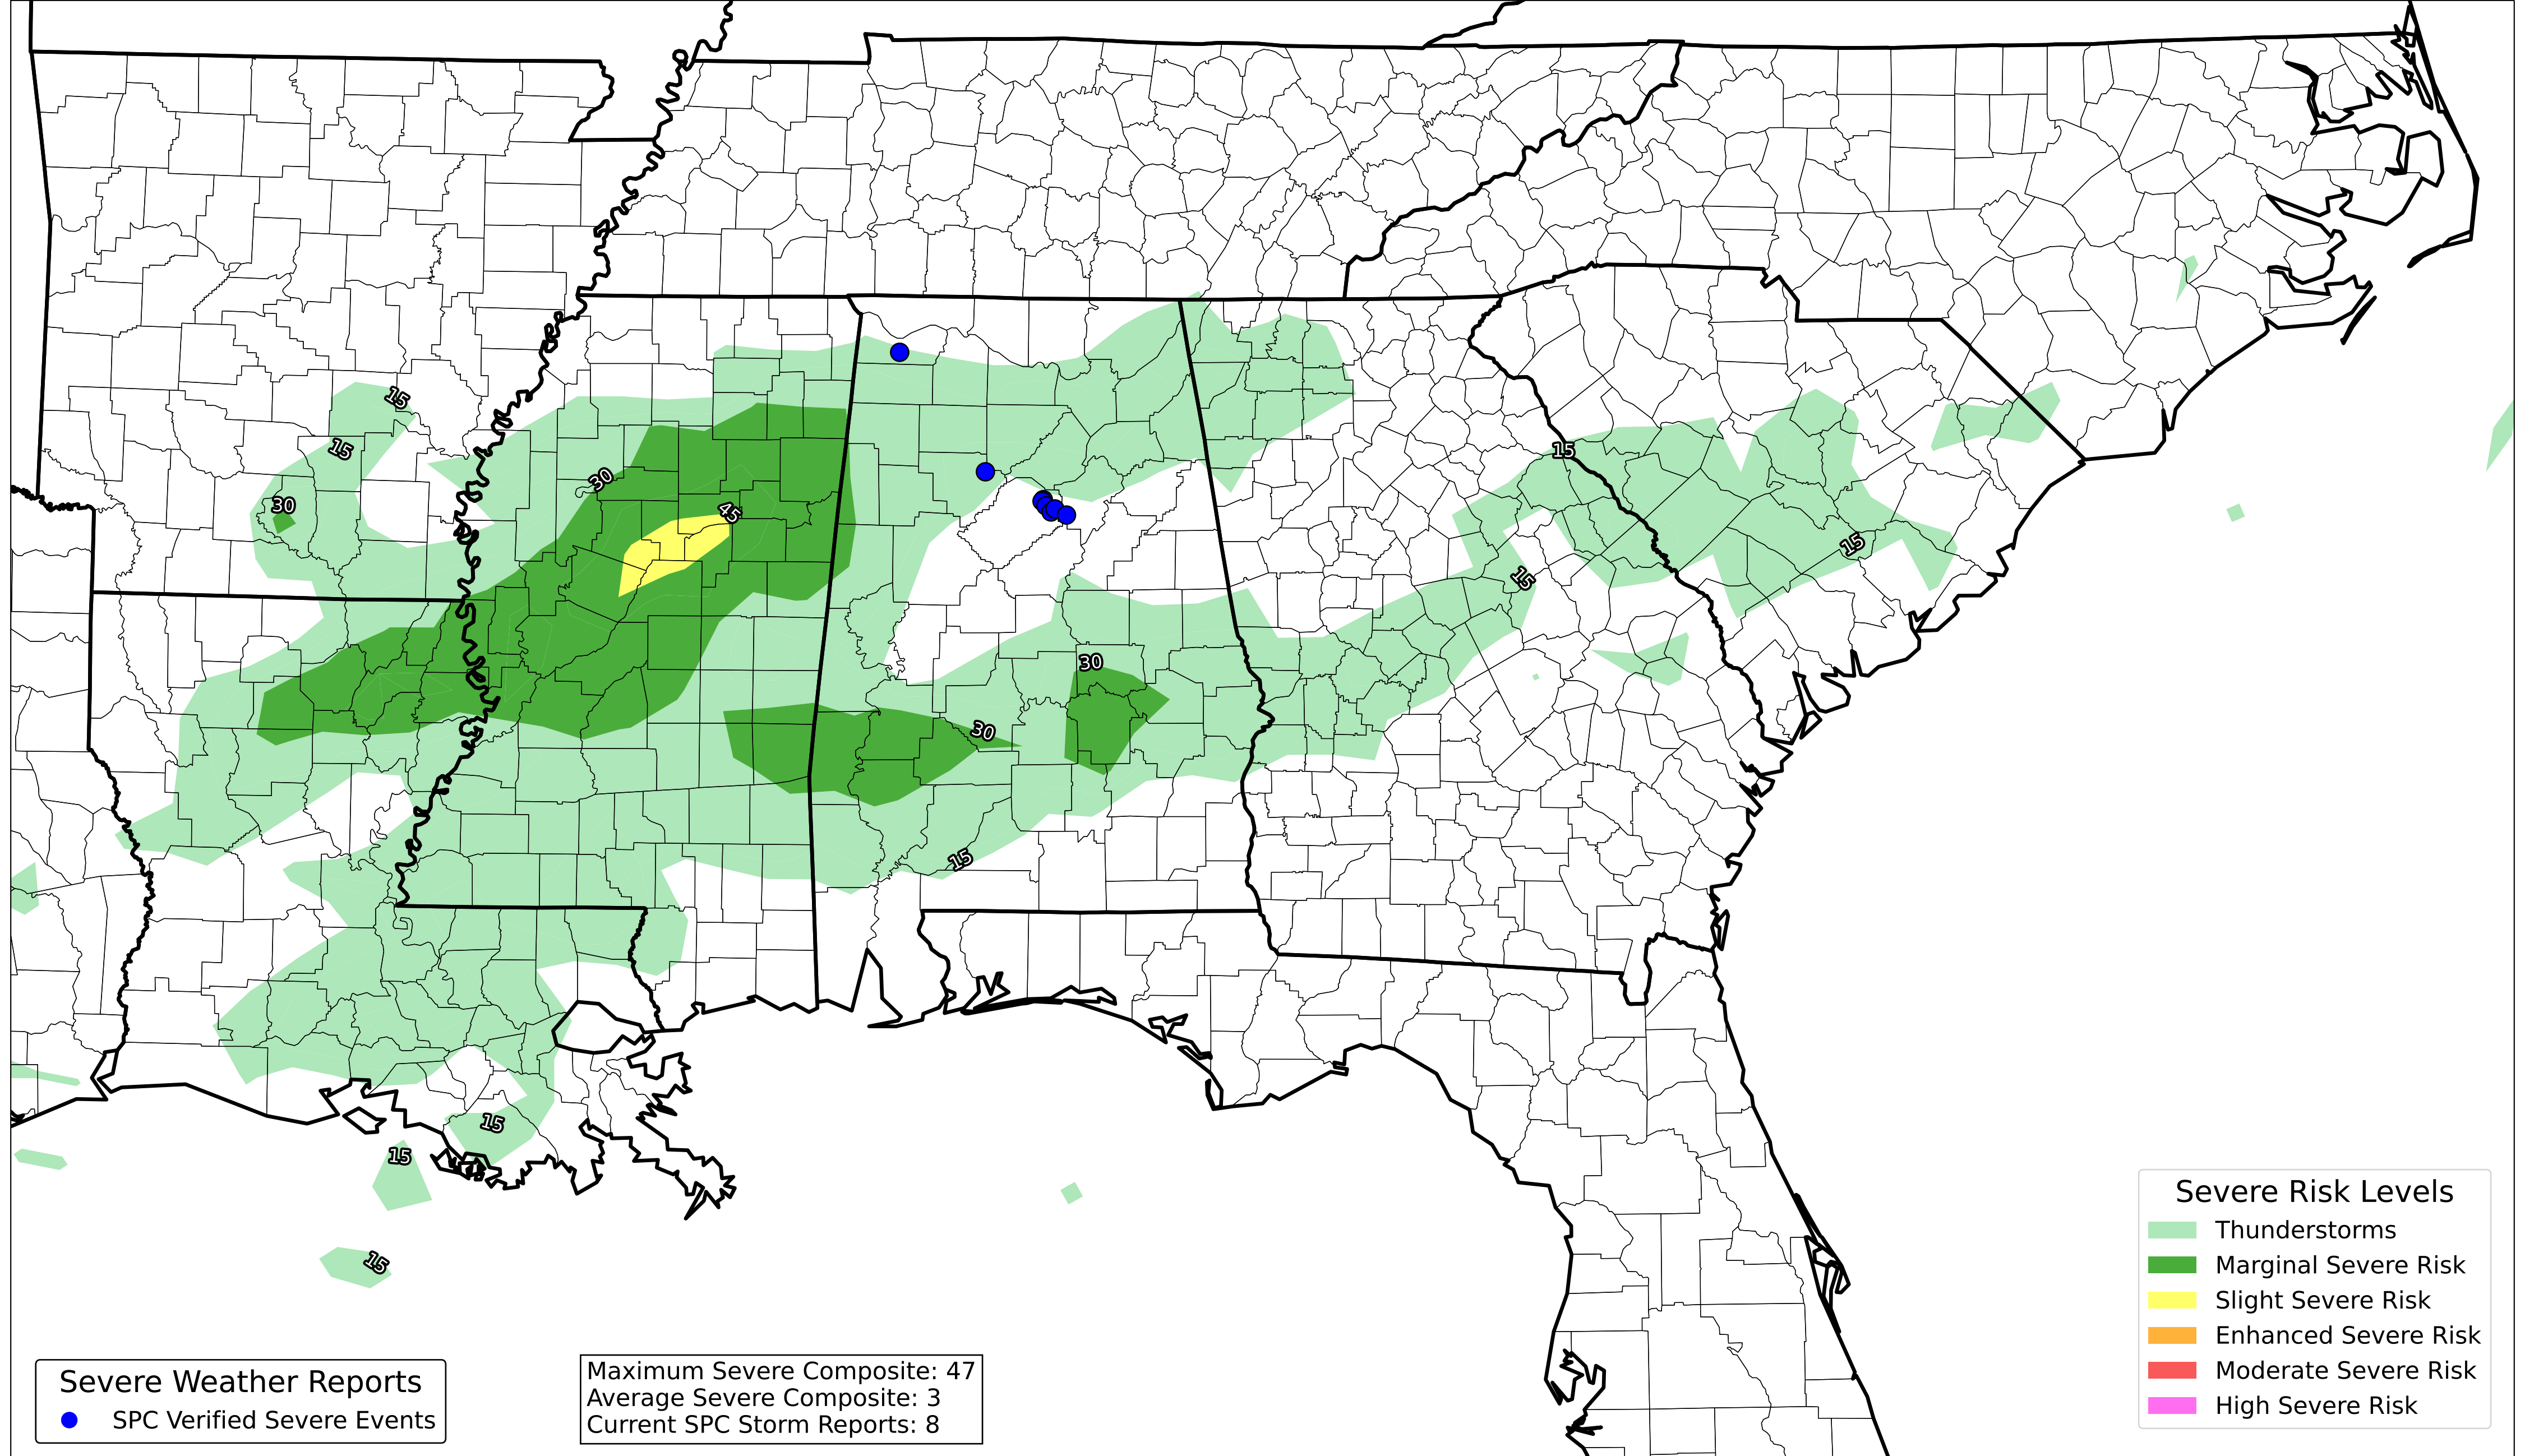 15
15
30
30
45
15
15
15
30
30
15
15
15
15
Severe Weather Reports
SPC Verified Severe Events
Maximum Severe Composite: 47
Average Severe Composite: 3
Current SPC Storm Reports: 8
Severe Risk Levels
Thunderstorms
Marginal Severe Risk
Slight Severe Risk
Enhanced Severe Risk
Moderate Severe Risk
High Severe Risk